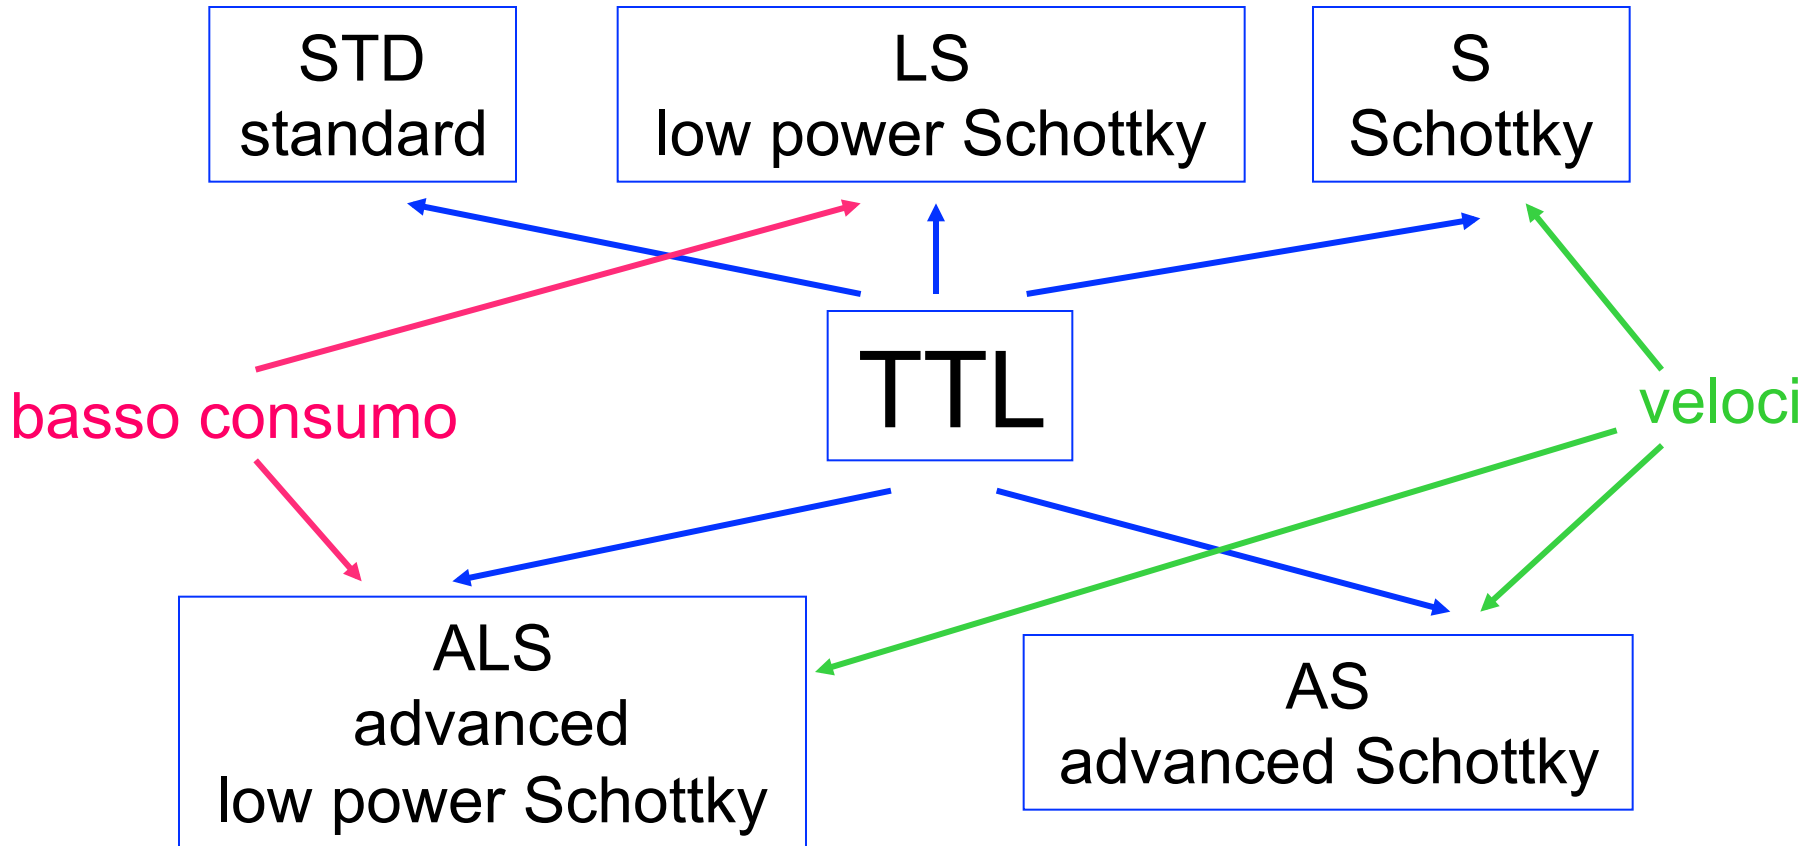 STD
standard
LS
low power Schottky
S
Schottky
TTL
basso consumo
veloci
ALS
advanced
low power Schottky
AS
advanced Schottky